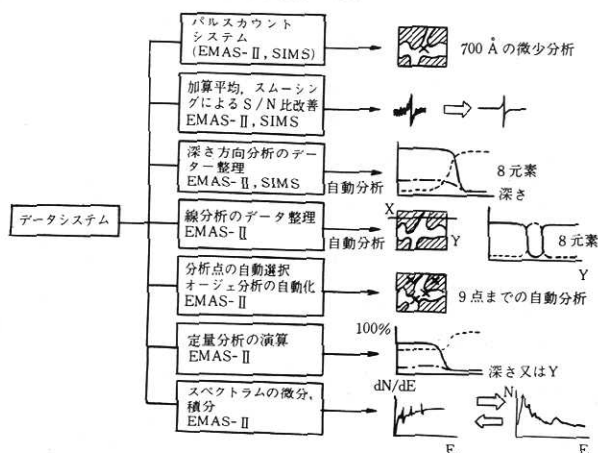 パルスカウント
システム
(EMAS-Ⅱ, SIMS)
700Åの微少分析
加算平均, スムーシン
グによるS/N比改善
EMAS-Ⅱ, SIMS
深さ方向分析のデータ
ー整理
EMAS-Ⅱ, SIMS
自動分析
8元素
深さ
データシステム
線分析のデータ整理
EMAS-Ⅱ
自動分析
X
Y
8元素
Y
分析点の自動選択
オージェ分析の自動化
EMAS-Ⅱ
9点までの自動分析
定量分析の演算
EMAS-Ⅱ
100%
深さ又はY
スペクトラムの微分,
積分
EMAS-Ⅱ
dN/dE
E
N
E